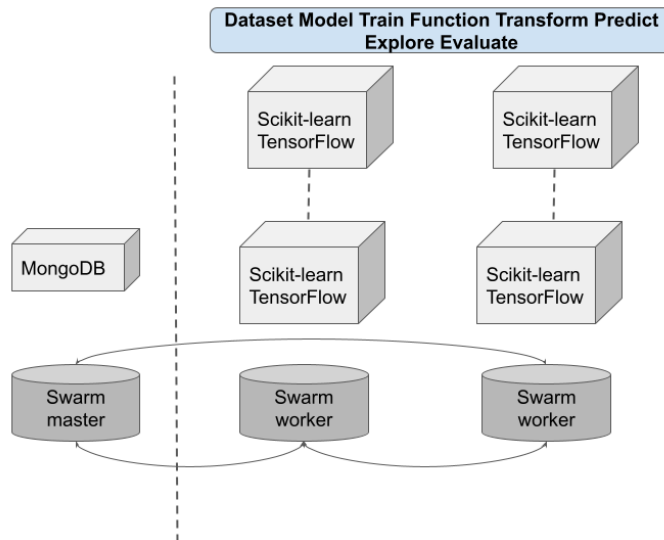 Dataset Model Train Function Transform Predict
Explore Evaluate
Scikit-learn
TensorFlow
Scikit-learn
TensorFlow
MongoDB
Scikit-learn
TensorFlow
Scikit-learn
TensorFlow
Swarm
master
Swarm
worker
Swarm
worker